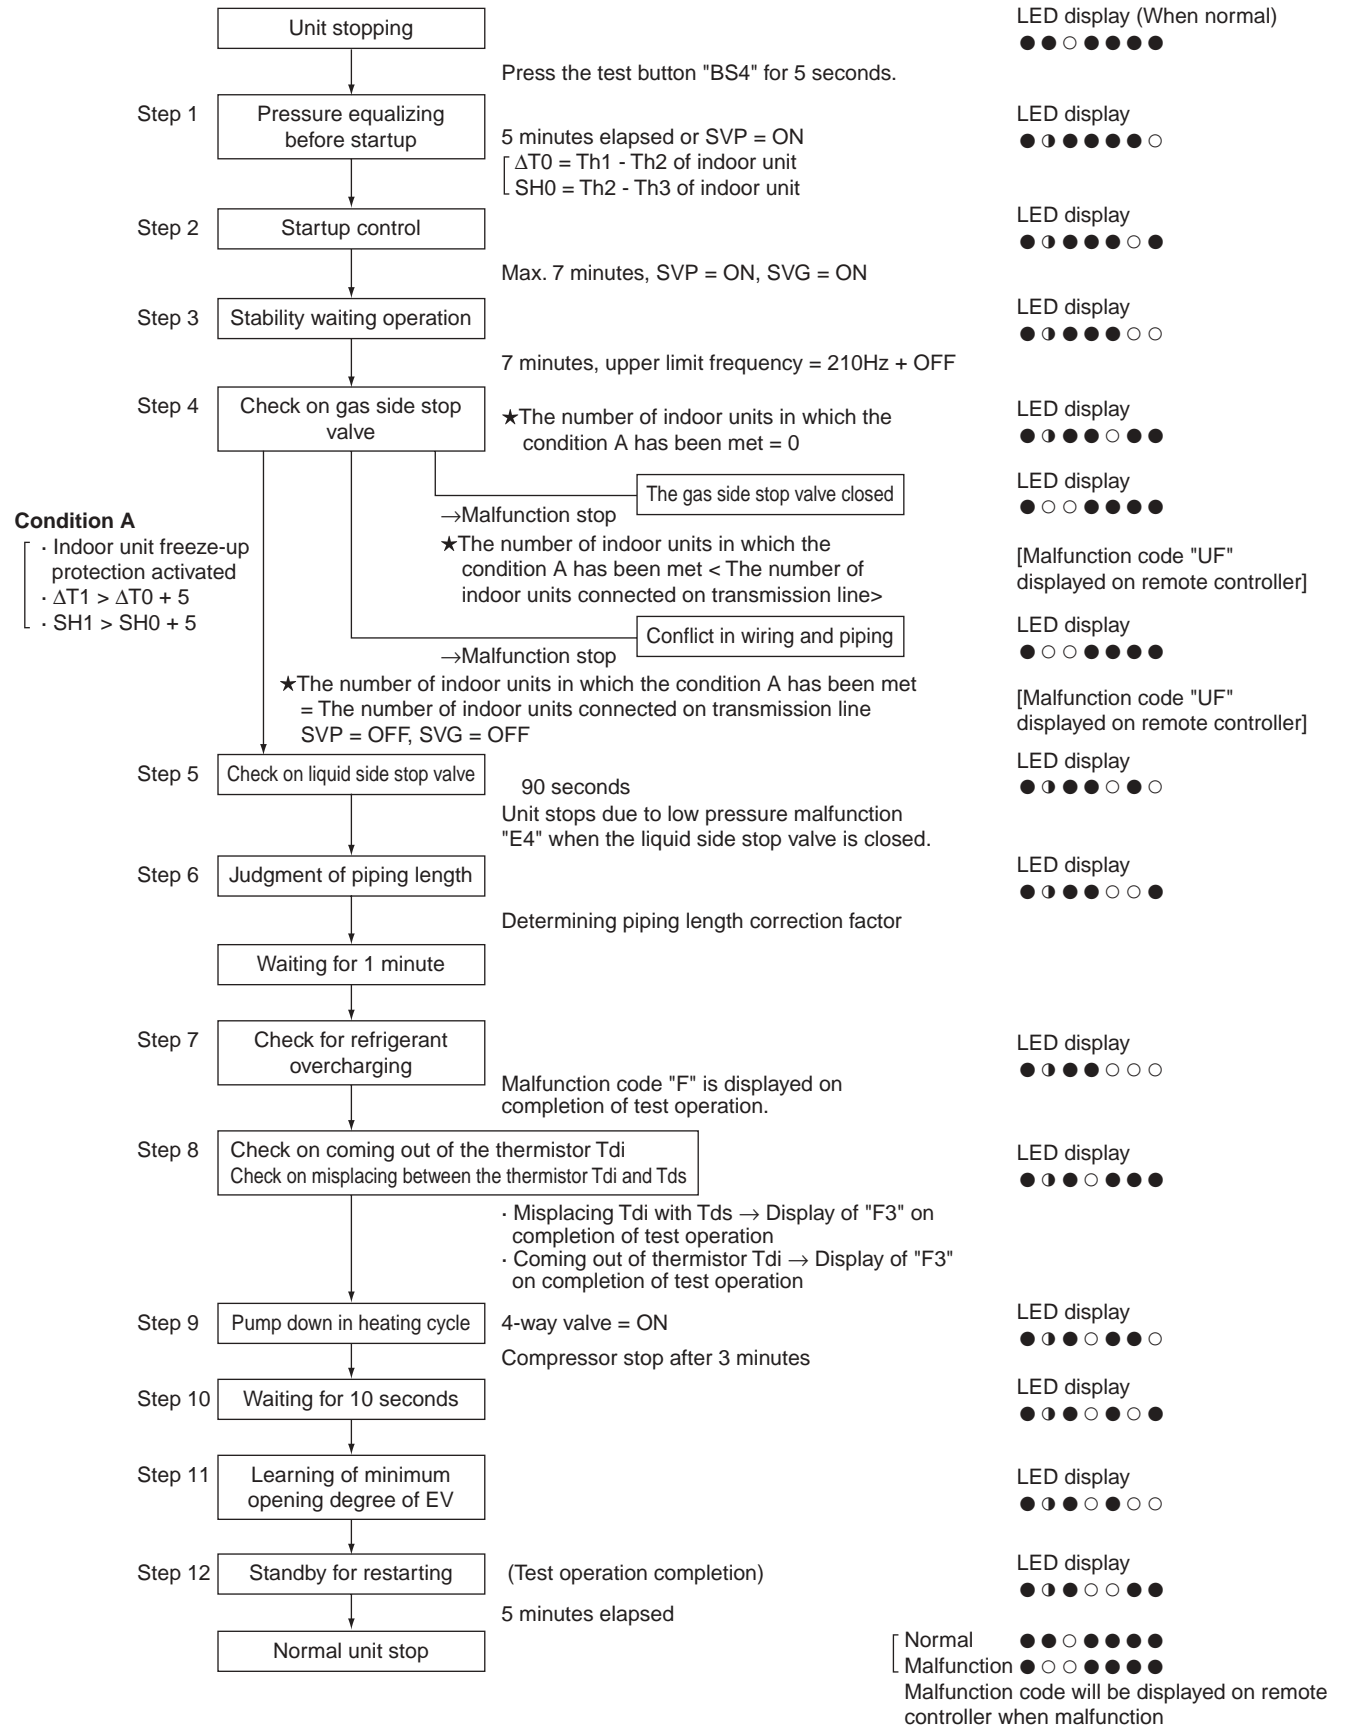 Unit stopping
LED display (When normal)
●●○●●●●
Press the test button "BS4" for 5 seconds.
Step 1
Pressure equalizing
before startup
5 minutes elapsed or SVP = ON
ΔT0 = Th1 - Th2 of indoor unit
SH0 = Th2 - Th3 of indoor unit
LED display
●◑●●●●○
Step 2
Startup control
LED display
●◑●●●○●
Max. 7 minutes, SVP = ON, SVG = ON
Step 3
Stability waiting operation
LED display
●◑●●●○○
7 minutes, upper limit frequency = 210Hz + OFF
Step 4
Check on gas side stop
valve
★The number of indoor units in which the
condition A has been met = 0
LED display
●◑●●○●●
The gas side stop valve closed
→Malfunction stop
LED display
●○○●●●●
[Malfunction code "UF"
displayed on remote controller]
Condition A
· Indoor unit freeze-up
protection activated
· ΔT1 > ΔT0 + 5
· SH1 > SH0 + 5
★The number of indoor units in which the
condition A has been met < The number of
indoor units connected on transmission line>
Conflict in wiring and piping
→Malfunction stop
LED display
●○○●●●●
[Malfunction code "UF"
displayed on remote controller]
★The number of indoor units in which the condition A has been met
= The number of indoor units connected on transmission line
SVP = OFF, SVG = OFF
Step 5
Check on liquid side stop valve
90 seconds
Unit stops due to low pressure malfunction
"E4" when the liquid side stop valve is closed.
LED display
●◑●●○●○
Step 6
Judgment of piping length
LED display
●◑●●○○●
Determining piping length correction factor
Waiting for 1 minute
Step 7
Check for refrigerant
overcharging
LED display
●◑●●○○○
Malfunction code "F" is displayed on
completion of test operation.
Step 8
Check on coming out of the thermistor Tdi
Check on misplacing between the thermistor Tdi and Tds
LED display
●◑●○●●●
· Misplacing Tdi with Tds → Display of "F3" on
completion of test operation
· Coming out of thermistor Tdi → Display of "F3"
on completion of test operation
Step 9
Pump down in heating cycle
4-way valve = ON
LED display
●◑●○●●○
Compressor stop after 3 minutes
Step 10
Waiting for 10 seconds
LED display
●◑●○●○●
Step 11
Learning of minimum
opening degree of EV
LED display
●◑●○●○○
Step 12
Standby for restarting
(Test operation completion)
LED display
●◑●○○●●
5 minutes elapsed
Normal unit stop
Normal ●●○●●●●
Malfunction ●○○●●●●
Malfunction code will be displayed on remote
controller when malfunction